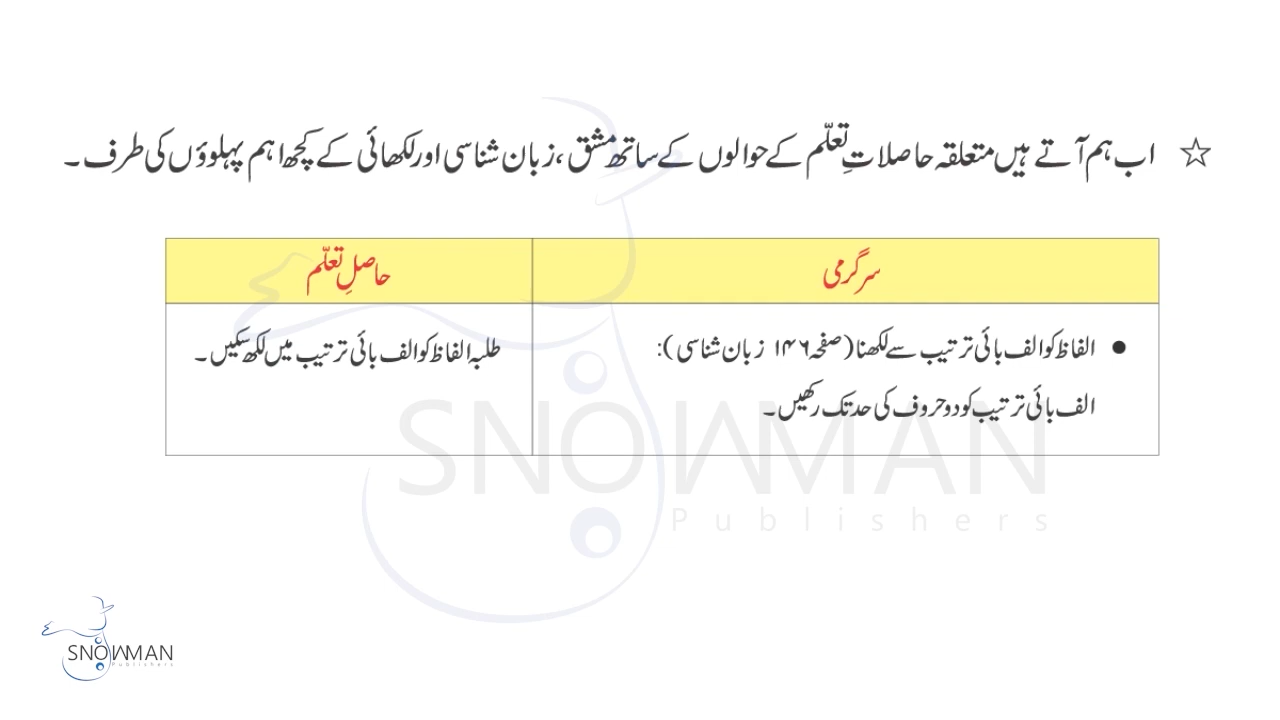 ☆ اب ہم آتے ہیں متعلقہ حاصلاتِ تعلّم کے حوالوں کے ساتھ مشق، زبان شناسی اور لکھائی کے کچھ اہم پہلوؤں کی طرف۔
سرگرمی
حاصلِ تعلّم
● الفاظ کو الف بائی ترتیب سے لکھنا (صفحہ ۱۴۶ زبان شناسی):
الف بائی ترتیب کو دو حروف کی حد تک رکھیں۔
طلبہ الفاظ کو الف بائی ترتیب میں لکھ سکیں۔
SNOWMAN
Publishers
SNOWMAN
Publishers